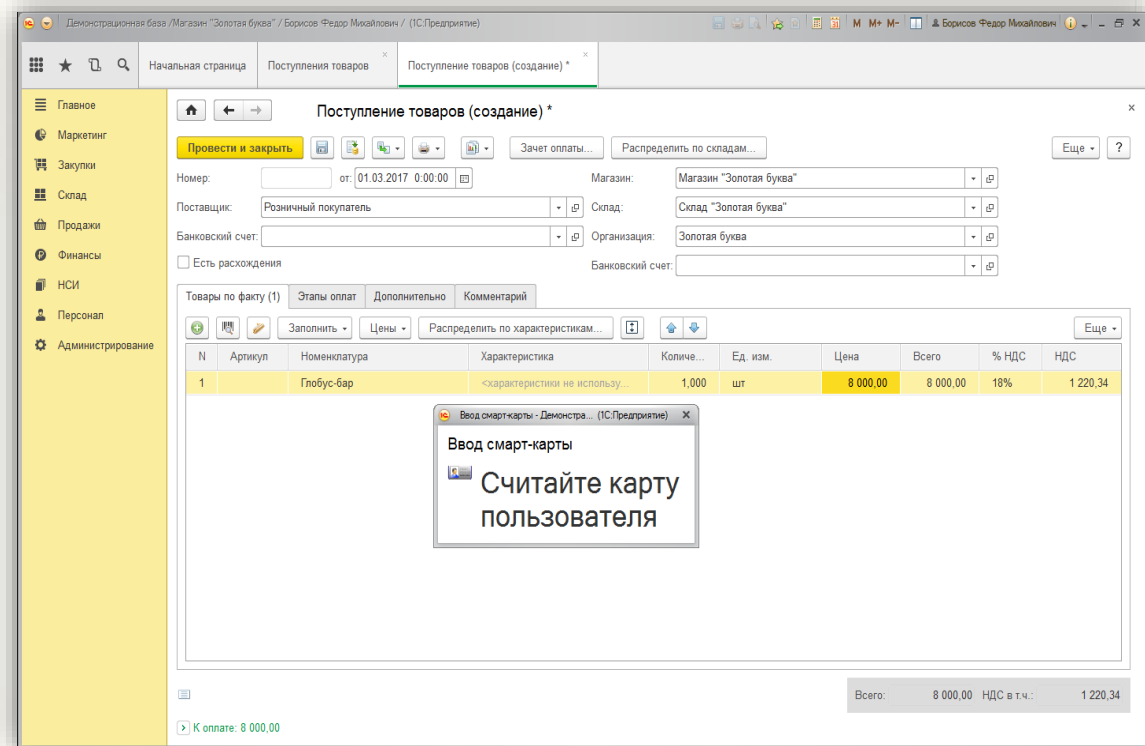 Демонстрационная база /Магазин "Золотая буква" / Борисов Федор Михайлович / (1С:Предприятие) M M+ M- Борисов Федор Михайлович
Начальная страница Поступления товаров Поступление товаров (создание) *
Главное
Маркетинг
Закупки
Склад
Продажи
Финансы
НСИ
Персонал
Администрирование
Поступление товаров (создание) *
Провести и закрыть Зачет оплаты... Распределить по складам... Еще ?
Номер: от: 01.03.2017 0:00:00 Магазин: Магазин "Золотая буква"
Поставщик: Розничный покупатель Склад: Склад "Золотая буква"
Банковский счет: Организация: Золотая буква
Есть расхождения Банковский счет:
Товары по факту (1) Этапы оплат Дополнительно Комментарий
Заполнить Цены Распределить по характеристикам... Еще
N Артикул Номенклатура Характеристика Количе... Ед. изм. Цена Всего % НДС НДС
1 Глобус-бар <характеристики не использу... 1,000 шт 8 000,00 8 000,00 18% 1 220,34
Ввод смарт-карты - Демонстра... (1С:Предприятие)
Ввод смарт-карты
Считайте карту
пользователя
Всего: 8 000,00 НДС в т.ч.: 1 220,34
К оплате: 8 000,00